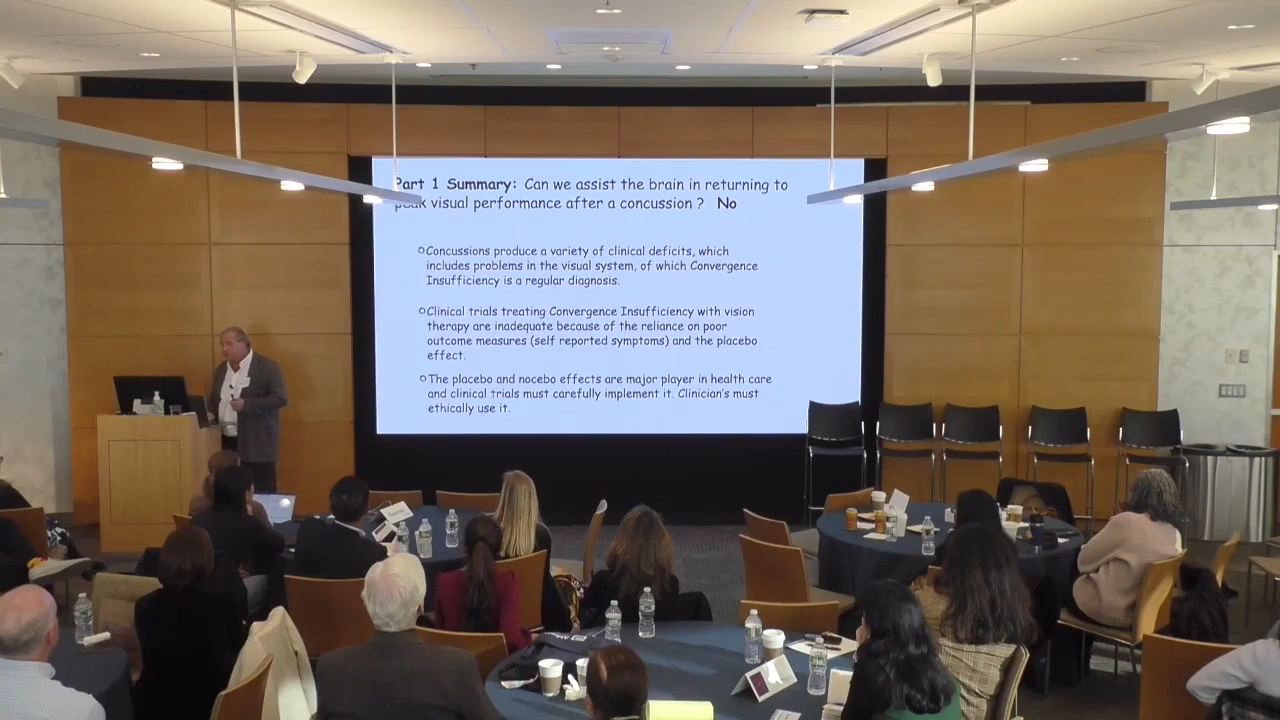 Part 1 Summary: Can we assist the brain in returning to
peak visual performance after a concussion ? No
Concussions produce a variety of clinical deficits, which
includes problems in the visual system, of which Convergence
Insufficiency is a regular diagnosis.
Clinical trials treating Convergence Insufficiency with vision
therapy are inadequate because of the reliance on poor
outcome measures (self reported symptoms) and the placebo
effect.
The placebo and nocebo effects are major player in health care
and clinical trials must carefully implement it. Clinician's must
ethically use it.